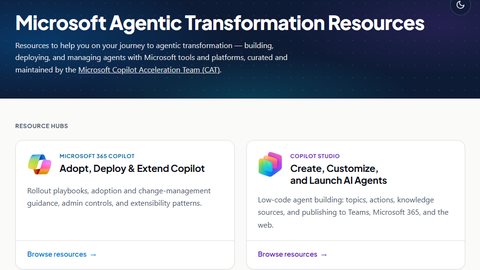 Microsoft Agentic Transformation Resources
Resources to help you on your journey to agentic transformation — building,
deploying, and managing agents with Microsoft tools and platforms, curated and
maintained by the Microsoft Copilot Acceleration Team (CAT).
RESOURCE HUBS
MICROSOFT 365 COPILOT
Adopt, Deploy & Extend Copilot
Rollout playbooks, adoption and change-management
guidance, admin controls, and extensibility patterns.
Browse resources →
COPILOT STUDIO
Create, Customize,
and Launch AI Agents
Low-code agent building: topics, actions, knowledge
sources, and publishing to Teams, Microsoft 365, and the
web.
Browse resources →